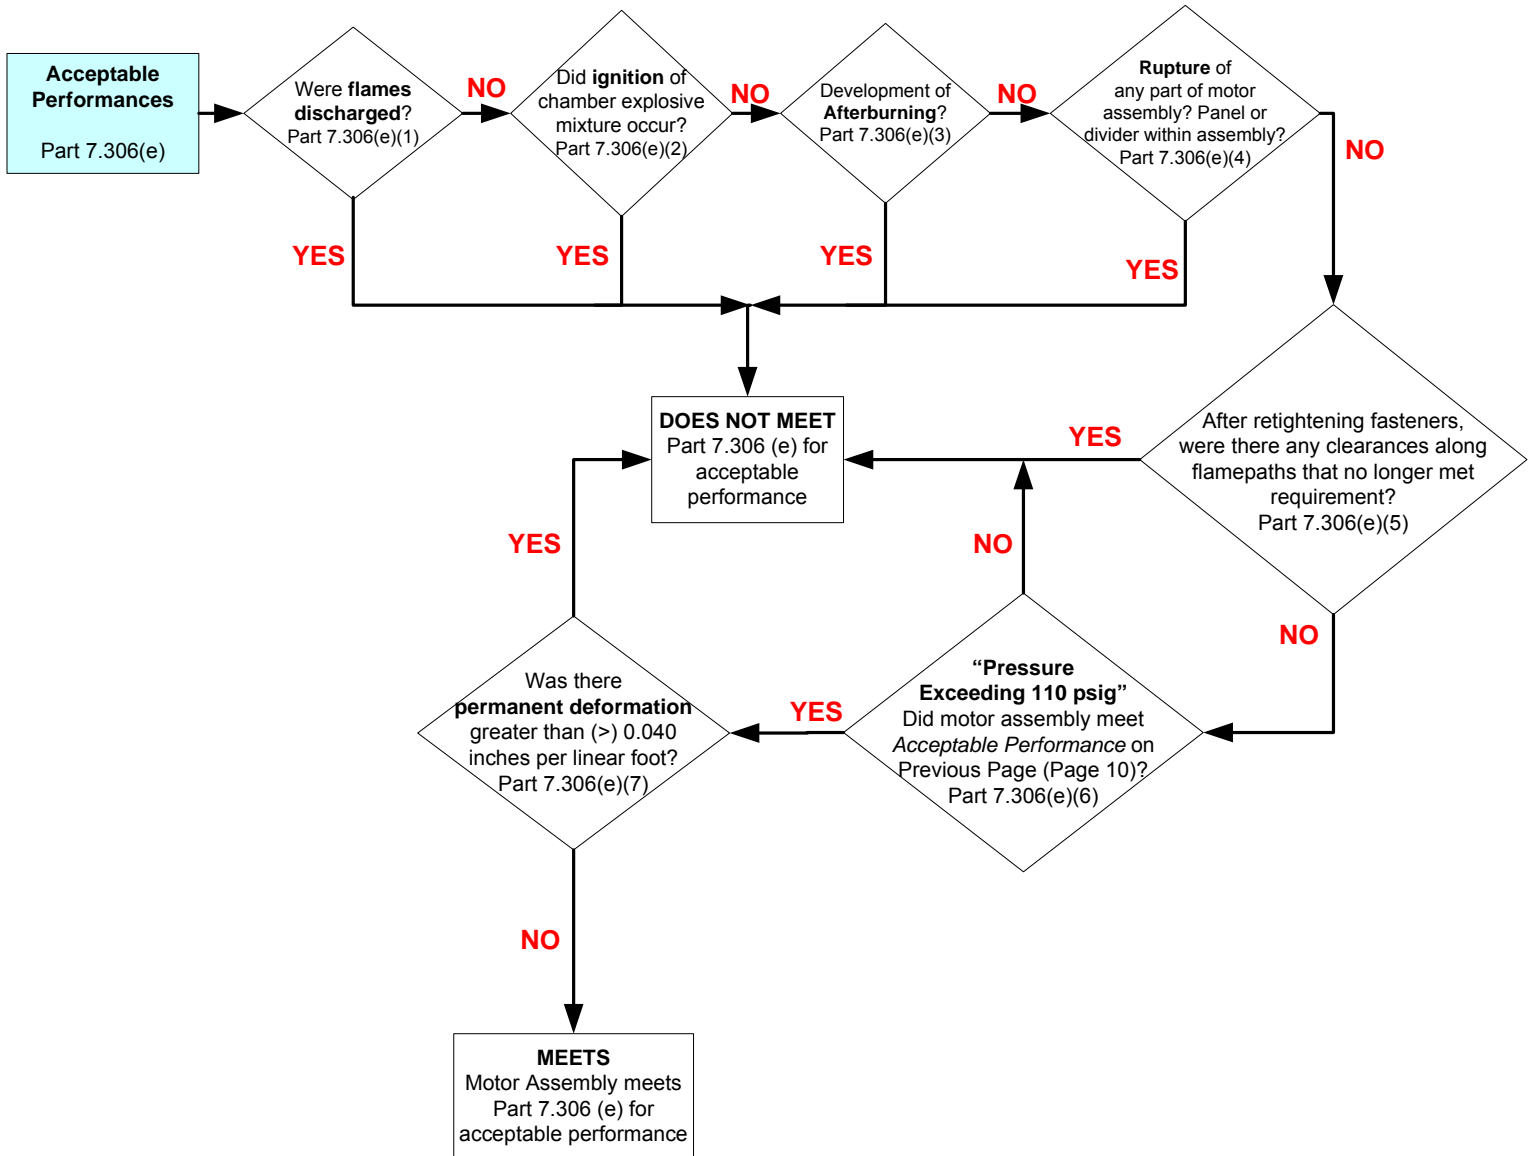 Acceptable
Performances
Part 7.306(e)
Were flames
discharged?
Part 7.306(e)(1)
NO
YES
Did ignition of
chamber explosive
mixture occur?
Part 7.306(e)(2)
NO
YES
Development of
Afterburning?
Part 7.306(e)(3)
NO
YES
Rupture of
any part of motor
assembly? Panel or
divider within assembly?
Part 7.306(e)(4)
NO
YES
After retightening fasteners,
were there any clearances along
flamepaths that no longer met
requirement?
Part 7.306(e)(5)
YES
NO
DOES NOT MEET
Part 7.306 (e) for
acceptable
performance
“Pressure
Exceeding 110 psig”
Did motor assembly meet
Acceptable Performance on
Previous Page (Page 10)?
Part 7.306(e)(6)
NO
YES
Was there
permanent deformation
greater than (>) 0.040
inches per linear foot?
Part 7.306(e)(7)
YES
NO
MEETS
Motor Assembly meets
Part 7.306 (e) for
acceptable performance